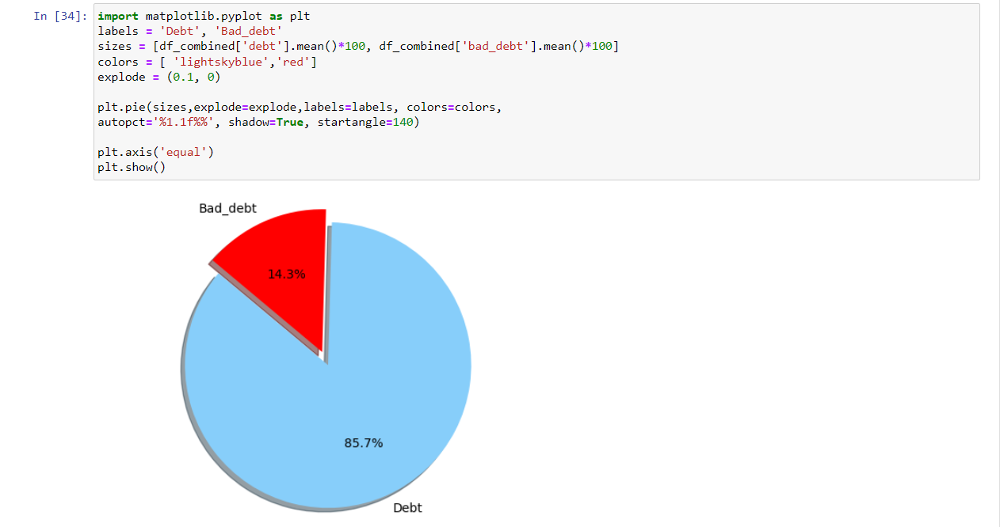 In [34]:
import matplotlib.pyplot as plt
labels = 'Debt', 'Bad_debt'
sizes = [df_combined['debt'].mean()*100, df_combined['bad_debt'].mean()*100]
colors = [ 'lightskyblue','red']
explode = (0.1, 0)
plt.pie(sizes,explode=explode,labels=labels, colors=colors,
autopct='%1.1f%%', shadow=True, startangle=140)
plt.axis('equal')
plt.show()
Bad_debt
14.3%
85.7%
Debt